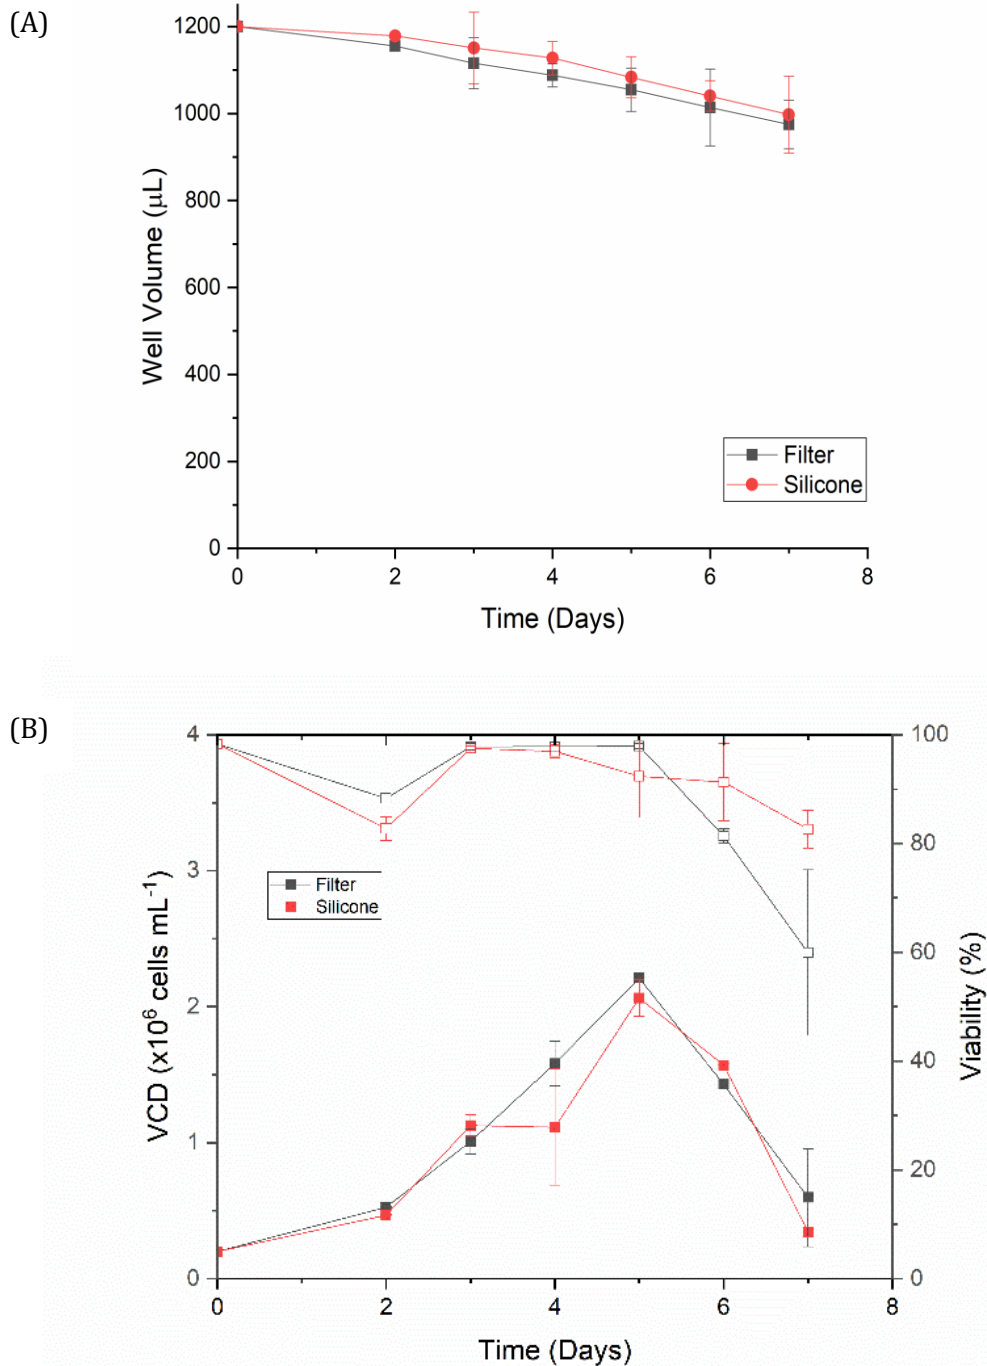 (A)
1200
1000
800
600
400
200
0
Well Volume (μL)
Filter
Silicone
0 2 4 6 8
Time (Days)
(B)
4
3
2
1
0
VCD (x10⁶ cells mL⁻¹)
Filter
Silicone
100
80
60
40
20
0
Viability (%)
0 2 4 6 8
Time (Days)